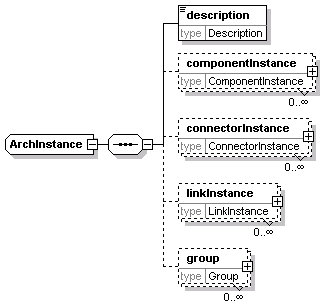 description
type Description
componentInstance
type ComponentInstance
0..∞
connectorInstance
type ConnectorInstance
0..∞
ArchInstance
linkInstance
type LinkInstance
0..∞
group
type Group
0..∞